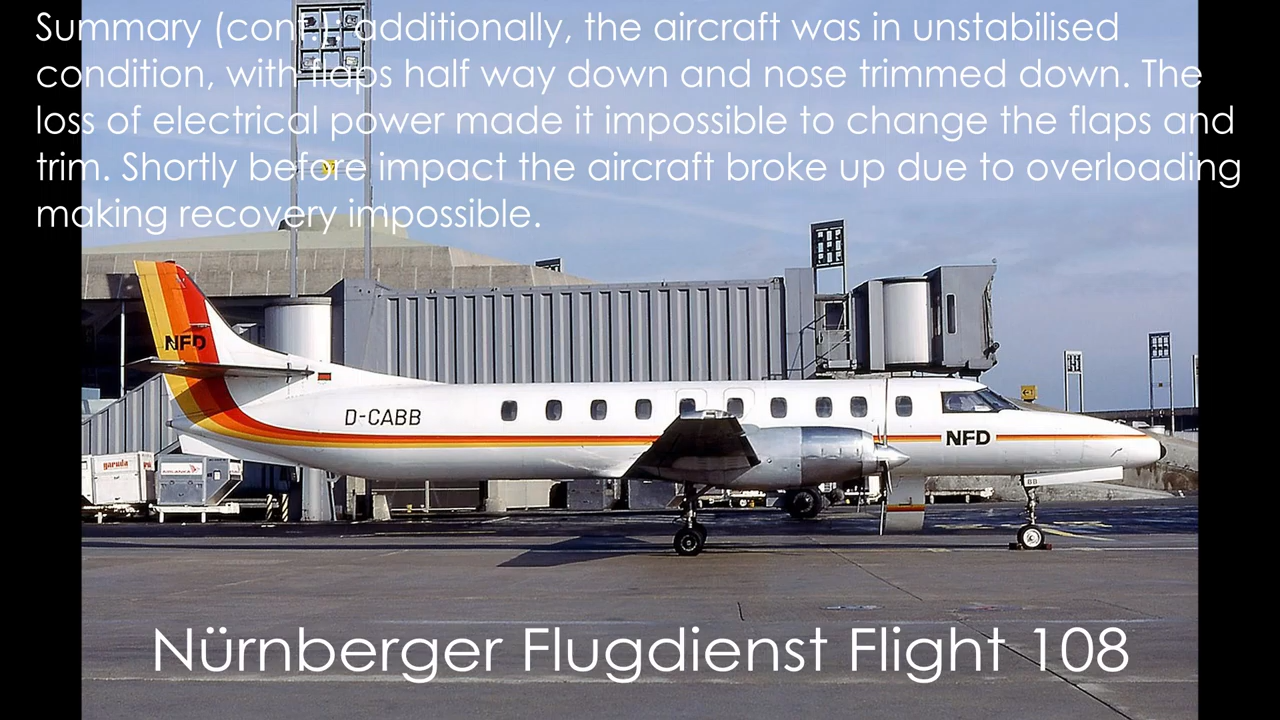 Summary (cont.): additionally, the aircraft was in unstabilised
condition, with flaps half way down and nose trimmed down. The
loss of electrical power made it impossible to change the flaps and
trim. Shortly before impact the aircraft broke up due to overloading
making recovery impossible.
NFD
D-CABB
NFD
garuda
BB
Nürnberger Flugdienst Flight 108